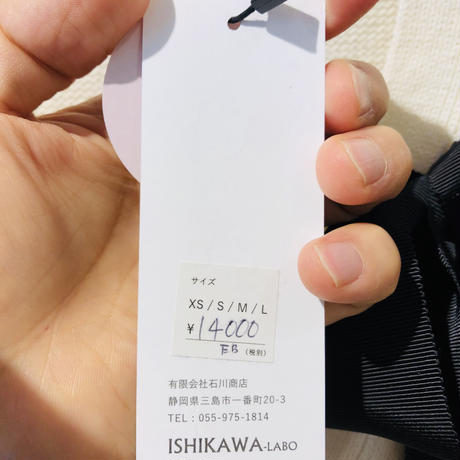 サイズ
XS / S / M / L
¥14000
EB (税別)
有限会社石川商店
静岡県三島市一番町20-3
TEL : 055-975-1814
ISHIKAWA-LABO